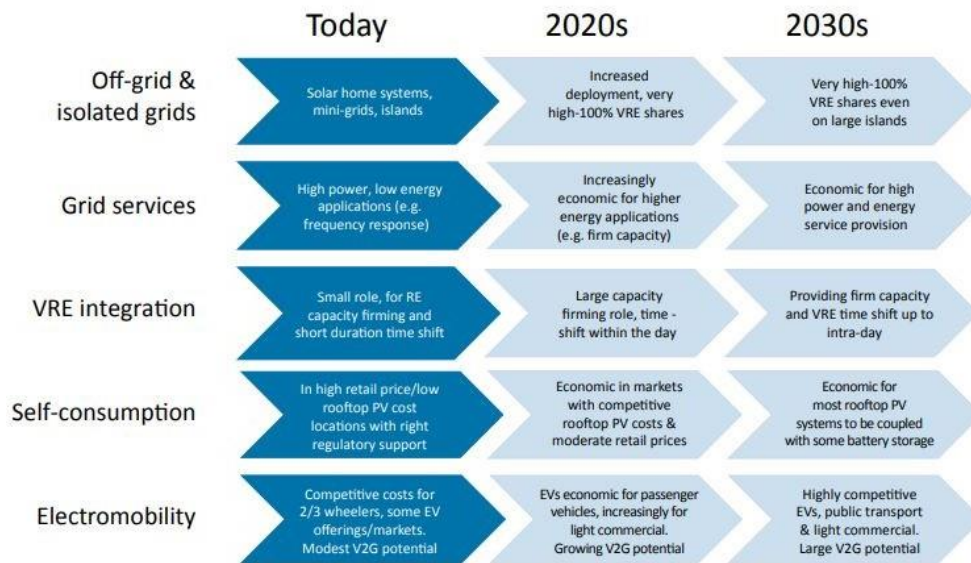 Today
2020s
2030s
Off-grid &
isolated grids
Solar home systems,
mini-grids, islands
Increased
deployment, very
high-100% VRE shares
Very high-100%
VRE shares even
on large islands
Grid services
High power, low energy
applications (e.g.
frequency response)
Increasingly
economic for higher
energy applications
(e.g. firm capacity)
Economic for high
power and energy
service provision
VRE integration
Small role, for RE
capacity firming and
short duration time shift
Large capacity
firming role, time -
shift within the day
Providing firm capacity
and VRE time shift up to
intra-day
Self-consumption
In high retail price/low
rooftop PV cost
locations with right
regulatory support
Economic in markets
with competitive
rooftop PV costs &
moderate retail prices
Economic for
most rooftop PV
systems to be coupled
with some battery storage
Electromobility
Competitive costs for
2/3 wheelers, some EV
offerings/markets.
Modest V2G potential
EVs economic for passenger
vehicles, increasingly for
light commercial.
Growing V2G potential
Highly competitive
EVs, public transport
& light commercial.
Large V2G potential